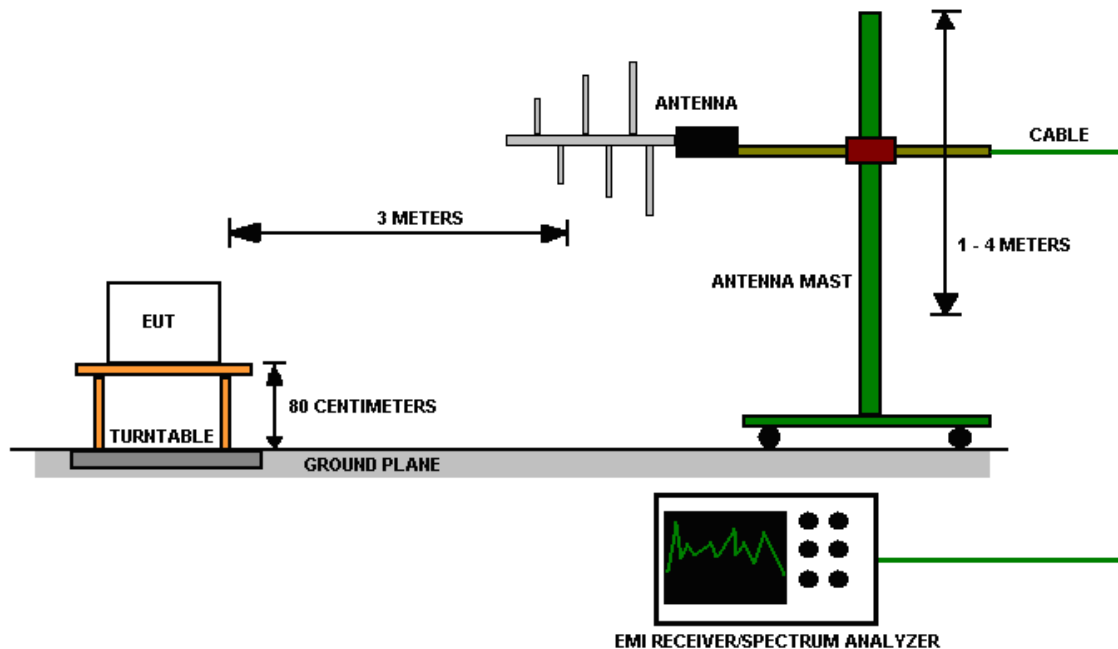 ANTENNA
CABLE
3 METERS
1 - 4 METERS
ANTENNA MAST
EUT
80 CENTIMETERS
TURNTABLE
GROUND PLANE
EMI RECEIVER/SPECTRUM ANALYZER